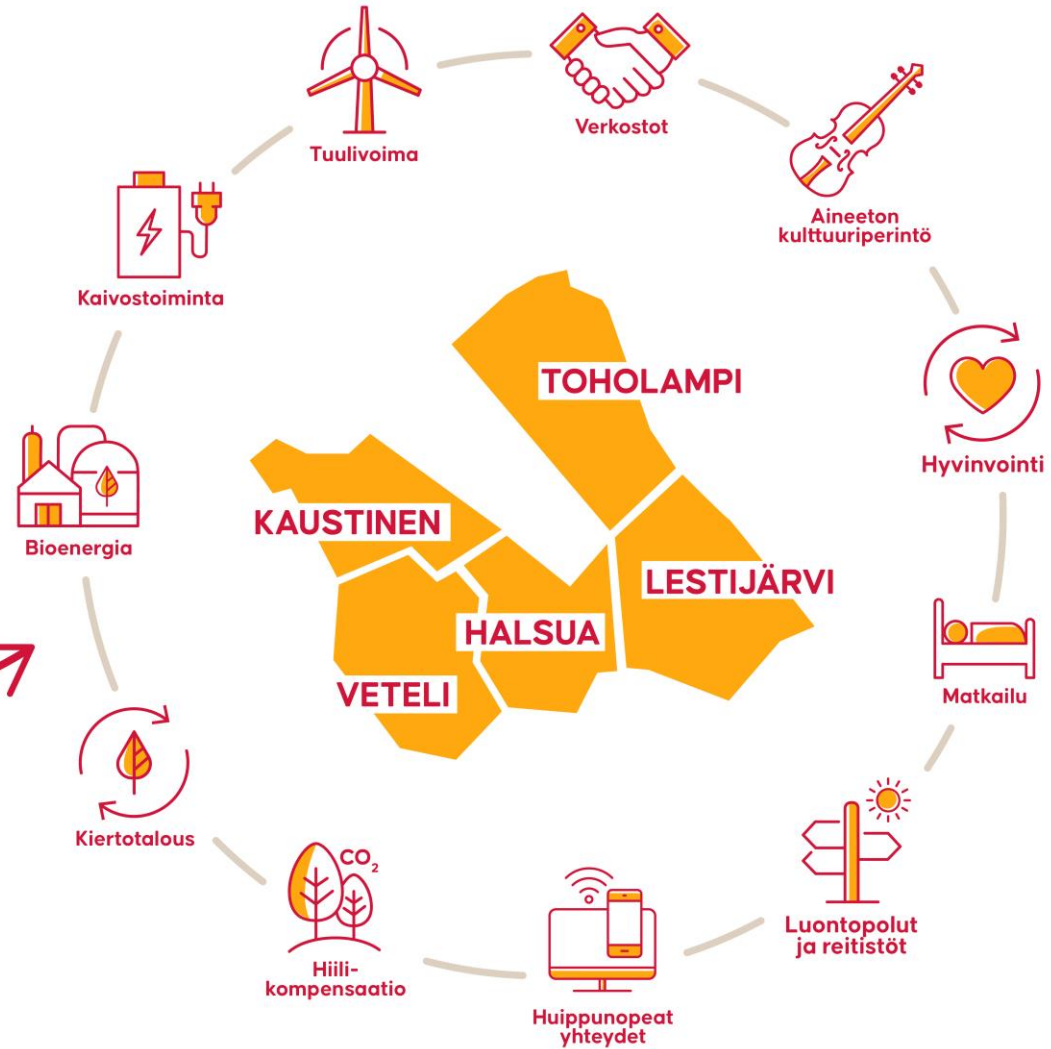 Verkostot
Aineeton
kulttuuriperintö
Hyvinvointi
Matkailu
Luontopolut
ja reitistöt
Huippunopeat
yhteydet
CO₂
Hiili-
kompensaatio
Kiertotalous
Bioenergia
Kaivostoiminta
Tuulivoima
TOHOLAMPI
KAUSTINEN
LESTIJÄRVI
HALSUA
VETELI